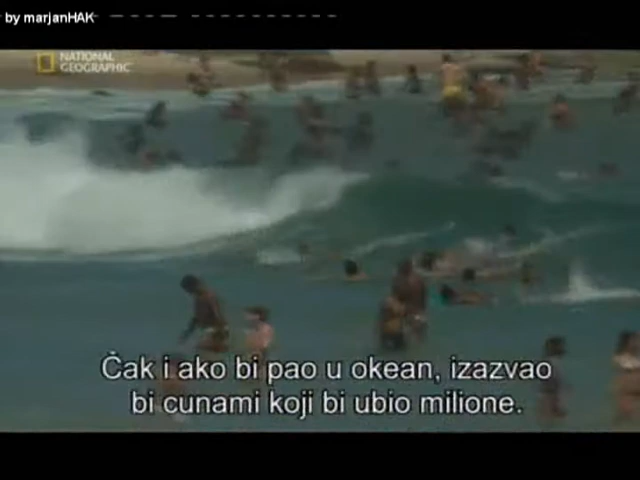 by marjanHAK
NATIONAL
GEOGRAPHIC
Čak i ako bi pao u okean, izazvao
bi cunami koji bi ubio milione.